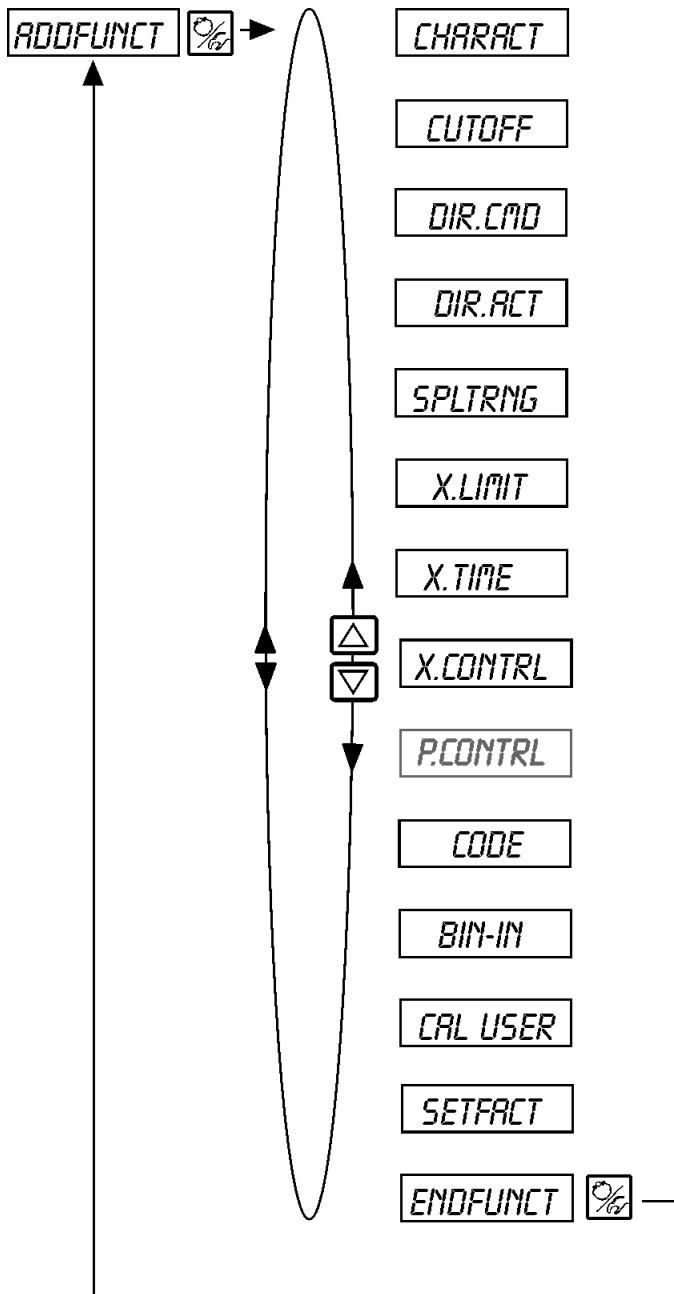 ADDFUNCT
CHARACT
CUTOFF
DIR.CMD
DIR.ACT
SPLTRNG
X.LIMIT
X.TIME
X.CONTRL
P.CONTRL
CODE
BIN-IN
CAL USER
SETFACT
ENDFUNCT